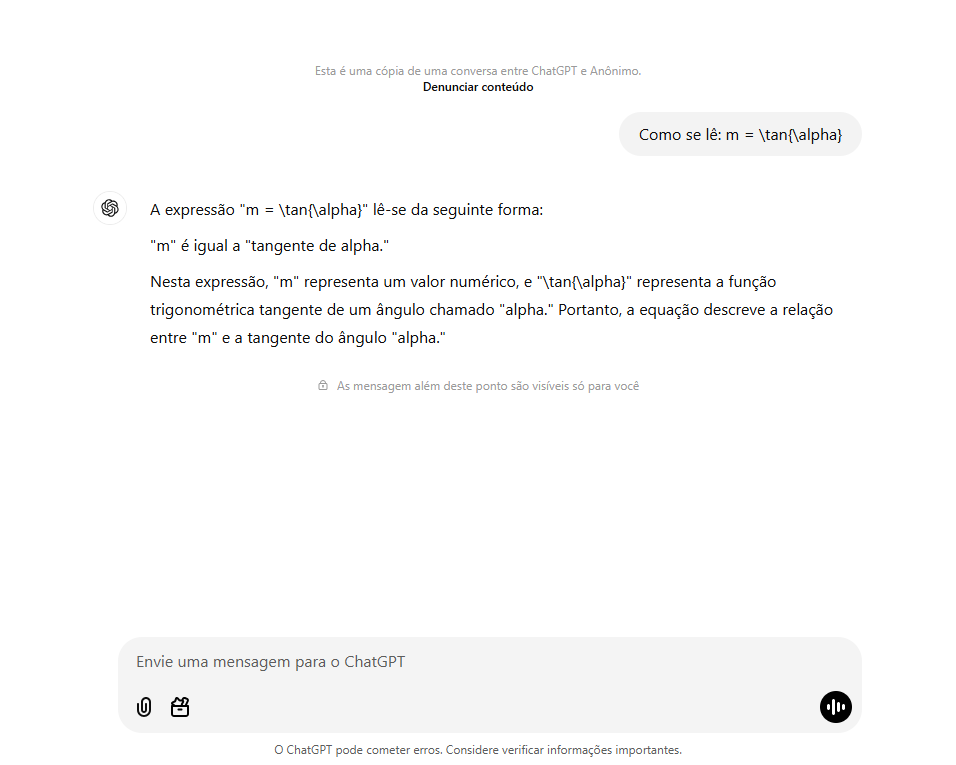 Esta é uma cópia de uma conversa entre ChatGPT e Anônimo.
Denunciar conteúdo
Como se lê: m = \tan{\alpha}
A expressão "m = \tan{\alpha}" lê-se da seguinte forma:
"m" é igual a "tangente de alpha."
Nesta expressão, "m" representa um valor numérico, e "\tan{\alpha}" representa a função
trigonométrica tangente de um ângulo chamado "alpha." Portanto, a equação descreve a relação
entre "m" e a tangente do ângulo "alpha."
As mensagem além deste ponto são visíveis só para você
Envie uma mensagem para o ChatGPT
O ChatGPT pode cometer erros. Considere verificar informações importantes.